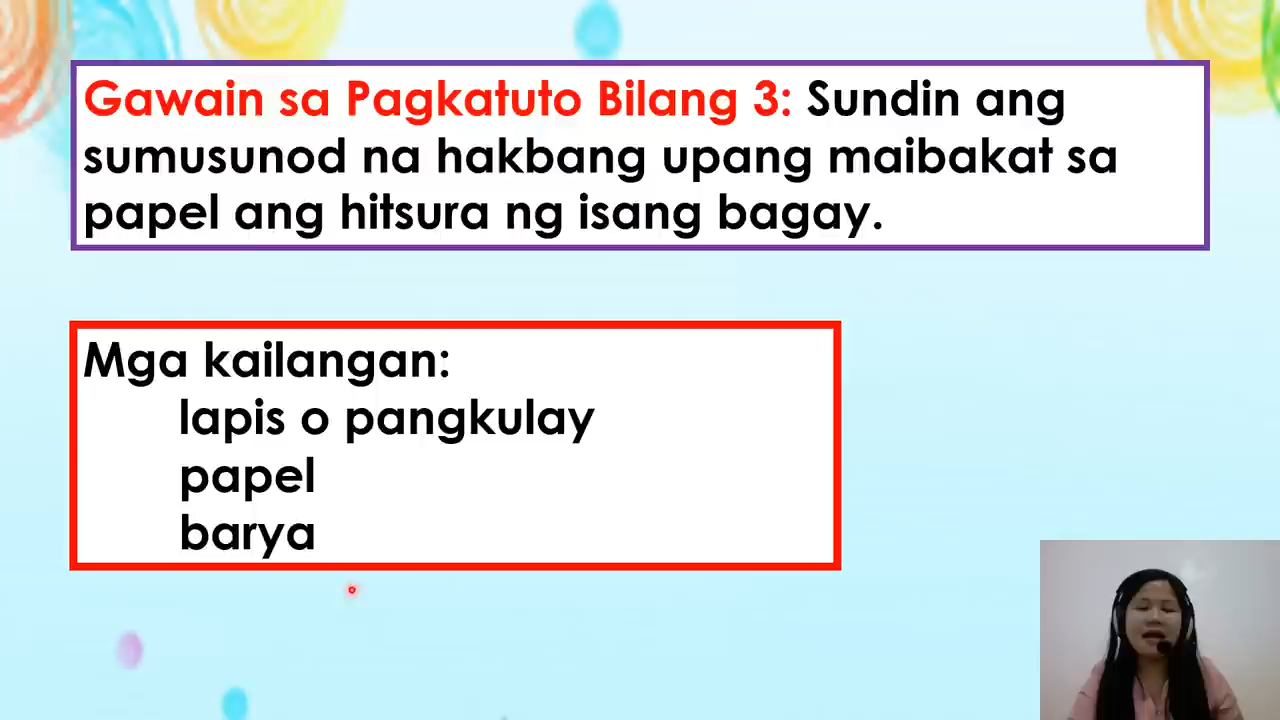 Gawain sa Pagkatuto Bilang 3: Sundin ang
sumusunod na hakbang upang maibakat sa
papel ang hitsura ng isang bagay.
Mga kailangan:
lapis o pangkulay
papel
barya